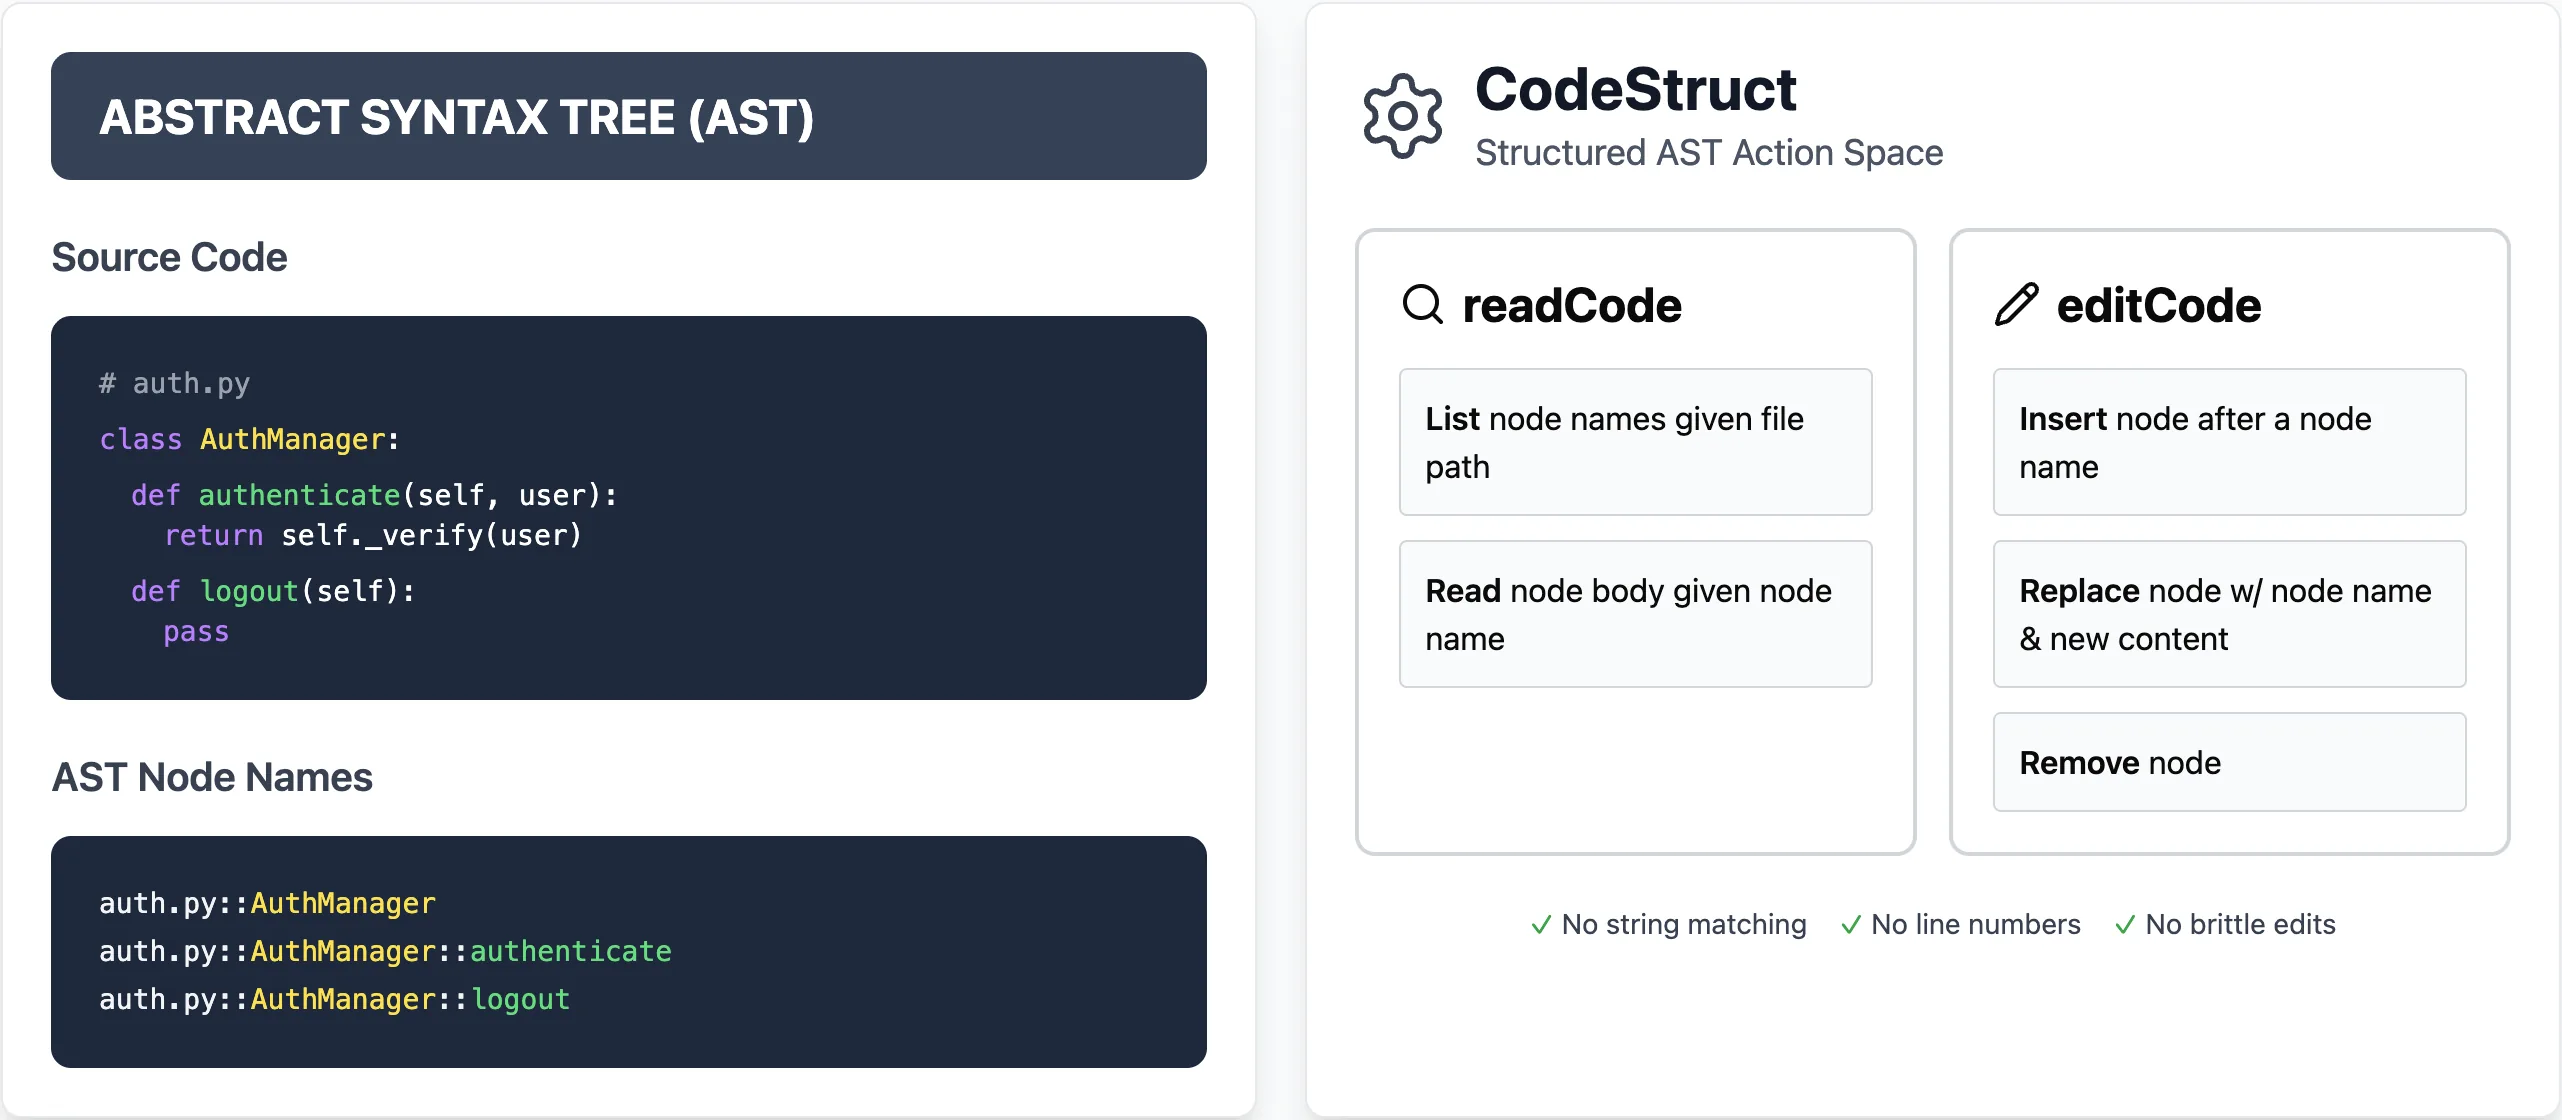 ABSTRACT SYNTAX TREE (AST)
Source Code
# auth.py
class AuthManager:
  def authenticate(self, user):
    return self._verify(user)
  def logout(self):
    pass
AST Node Names
auth.py::AuthManager
auth.py::AuthManager::authenticate
auth.py::AuthManager::logout
CodeStruct
Structured AST Action Space
readCode
List node names given file
path
Read node body given node
name
editCode
Insert node after a node
name
Replace node w/ node name
& new content
Remove node
✓ No string matching ✓ No line numbers ✓ No brittle edits